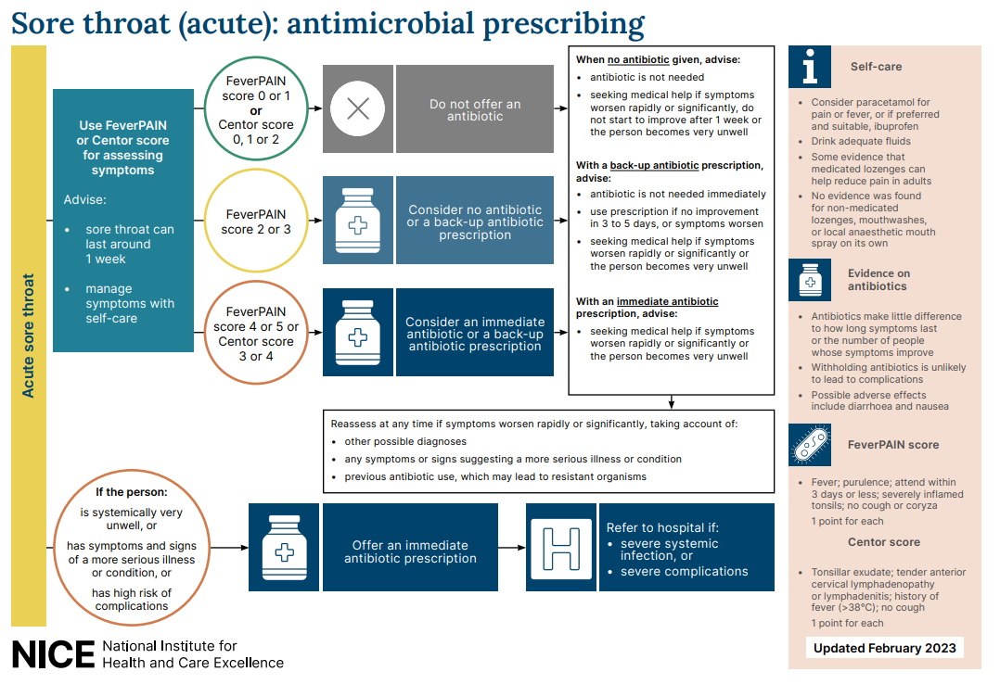 Sore throat (acute): antimicrobial prescribing
Acute sore throat
Use FeverPAIN
or Centor score
for assessing
symptoms
Advise:
• sore throat can
last around
1 week
• manage
symptoms with
self-care
FeverPAIN
score 0 or 1
or
Centor score
0, 1 or 2
Do not offer an
antibiotic
FeverPAIN
score 2 or 3
Consider no antibiotic
or a back-up antibiotic
prescription
FeverPAIN
score 4 or 5 or
Centor score
3 or 4
Consider an immediate
antibiotic or a back-up
antibiotic prescription
When no antibiotic given, advise:
• antibiotic is not needed
• seeking medical help if symptoms
worsen rapidly or significantly, do
not start to improve after 1 week or
the person becomes very unwell
With a back-up antibiotic prescription,
advise:
• antibiotic is not needed immediately
• use prescription if no improvement
in 3 to 5 days, or symptoms worsen
• seeking medical help if symptoms
worsen rapidly or significantly or
the person becomes very unwell
With an immediate antibiotic
prescription, advise:
• seeking medical help if symptoms
worsen rapidly or significantly or
the person becomes very unwell
Reassess at any time if symptoms worsen rapidly or significantly, taking account of:
• other possible diagnoses
• any symptoms or signs suggesting a more serious illness or condition
• previous antibiotic use, which may lead to resistant organisms
If the person:
is systemically very
unwell, or
has symptoms and signs
of a more serious illness
or condition, or
has high risk of
complications
Offer an immediate
antibiotic prescription
H
Refer to hospital if:
• severe systemic
infection, or
• severe complications
i
Self-care
• Consider paracetamol for
pain or fever, or if preferred
and suitable, ibuprofen
• Drink adequate fluids
• Some evidence that
medicated lozenges can
help reduce pain in adults
• No evidence was found
for non-medicated
lozenges, mouthwashes,
or local anaesthetic mouth
spray on its own
Evidence on
antibiotics
• Antibiotics make little difference
to how long symptoms last
or the number of people
whose symptoms improve
• Withholding antibiotics is unlikely
to lead to complications
• Possible adverse effects
include diarrhoea and nausea
FeverPAIN score
• Fever; purulence; attend within
3 days or less; severely inflamed
tonsils; no cough or coryza
1 point for each
Centor score
• Tonsillar exudate; tender anterior
cervical lymphadenopathy
or lymphadenitis; history of
fever (>38°C); no cough
1 point for each
Updated February 2023
NICE National Institute for
Health and Care Excellence